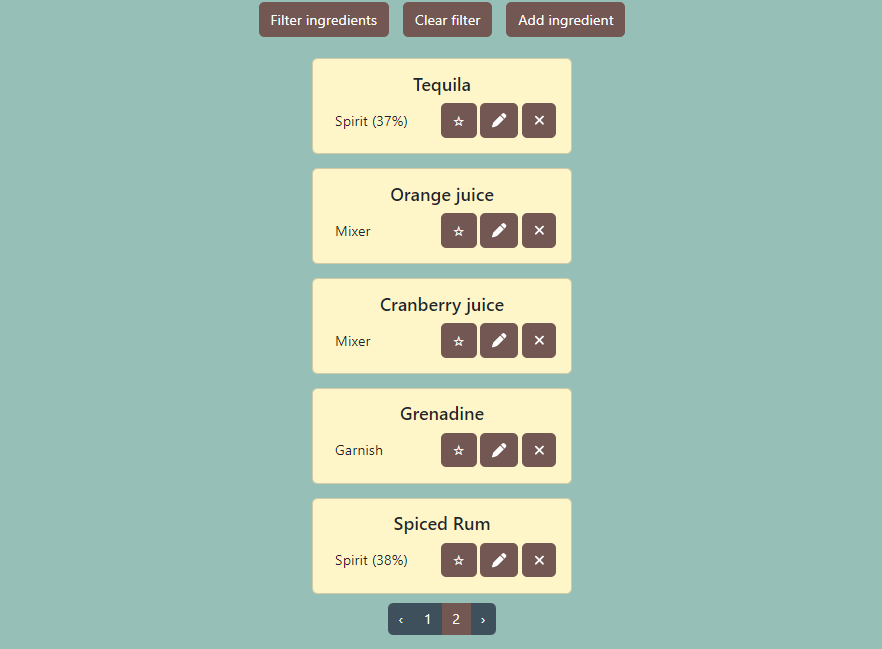 Filter ingredients Clear filter Add ingredient
Tequila
Spirit (37%)
Orange juice
Mixer
Cranberry juice
Mixer
Grenadine
Garnish
Spiced Rum
Spirit (38%)
‹ 1 2 ›